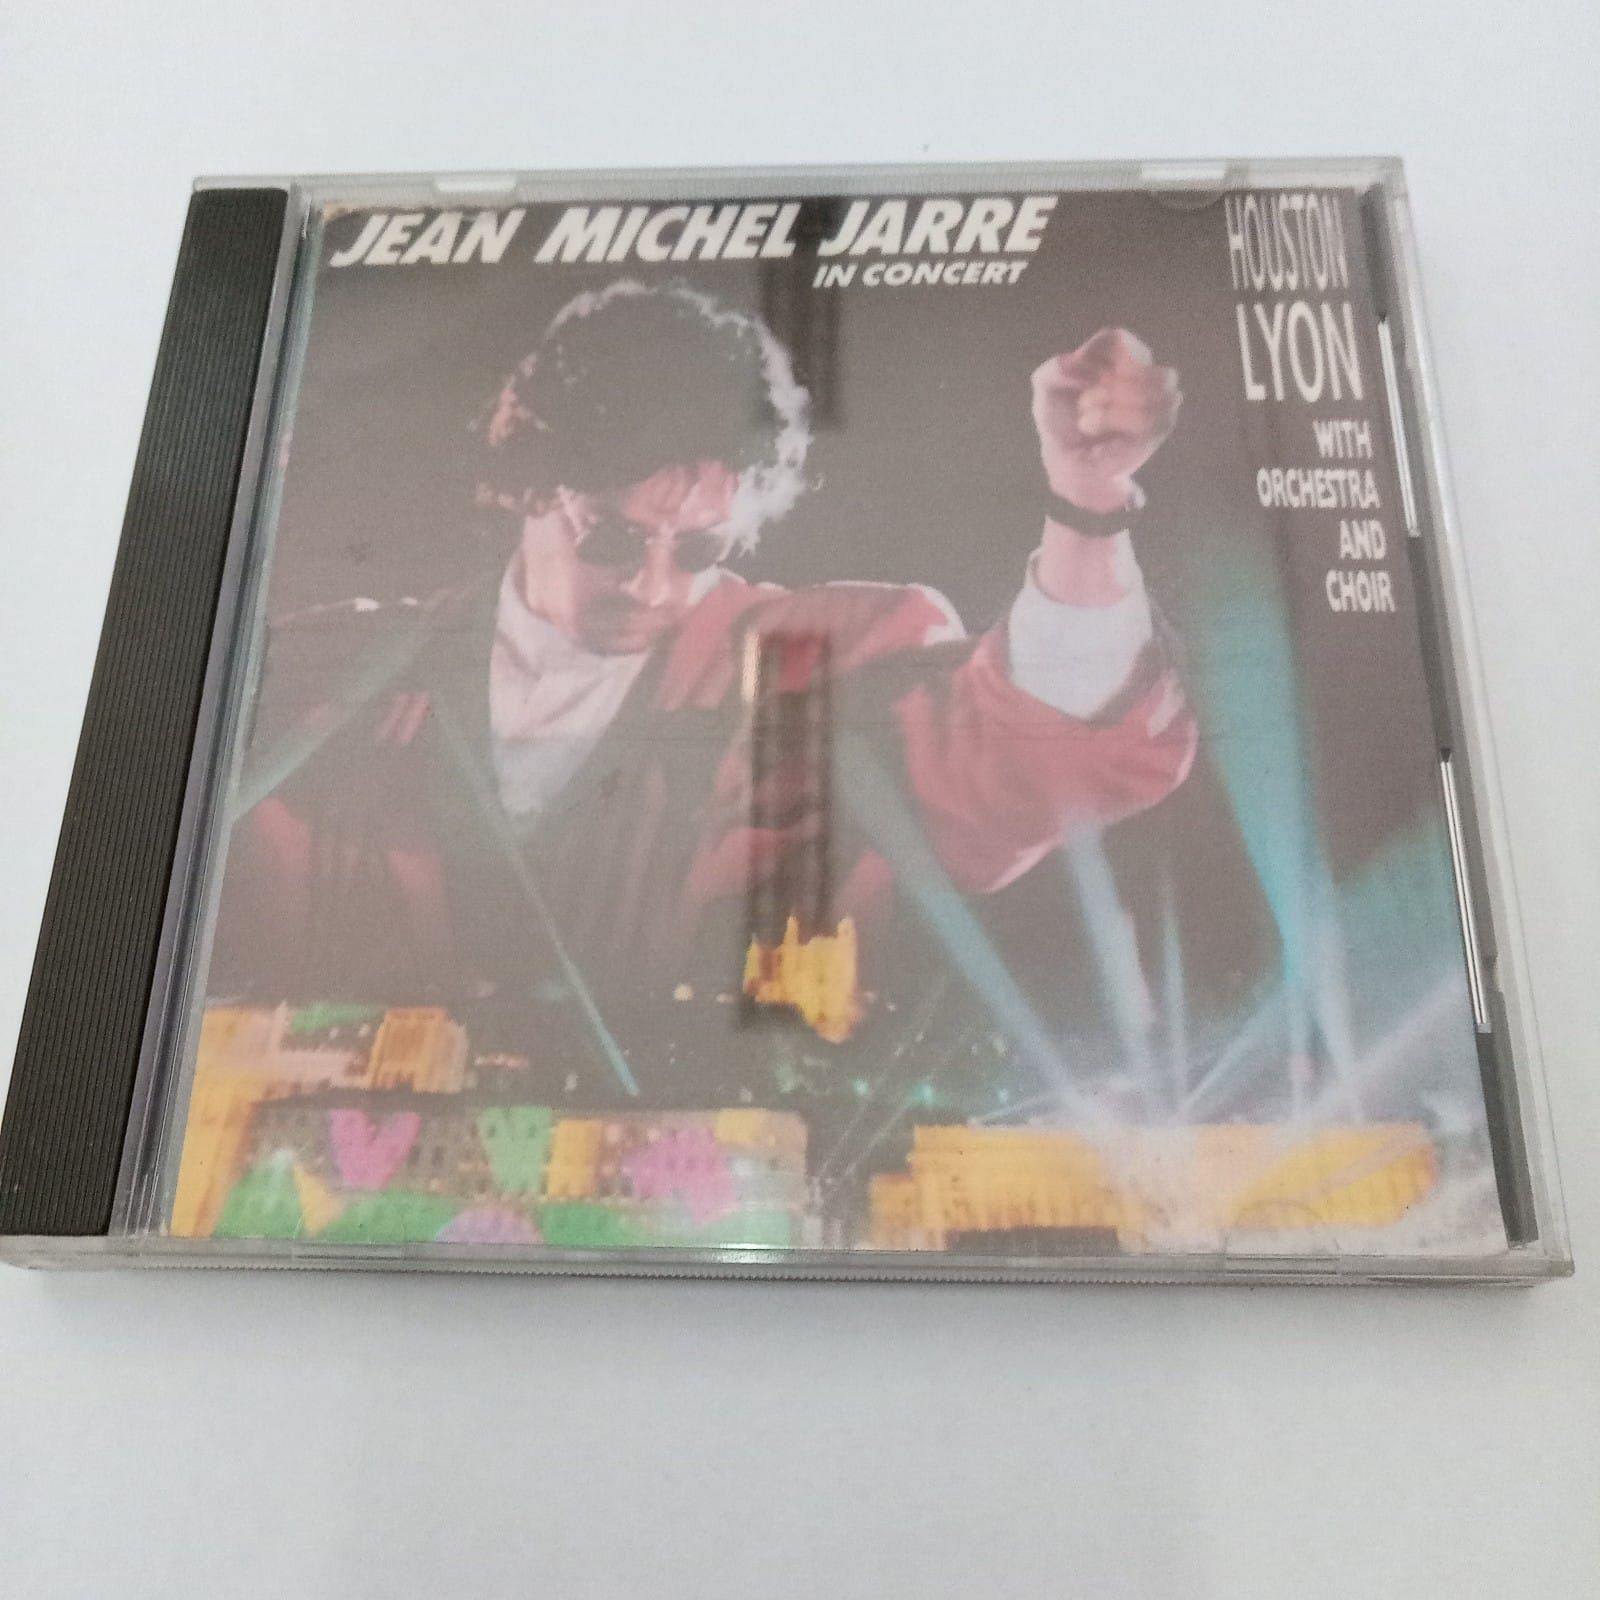 JEAN MICHEL JARRE
IN CONCERT
HOUSTON
LYON
WITH
ORCHESTRA
AND
CHOIR